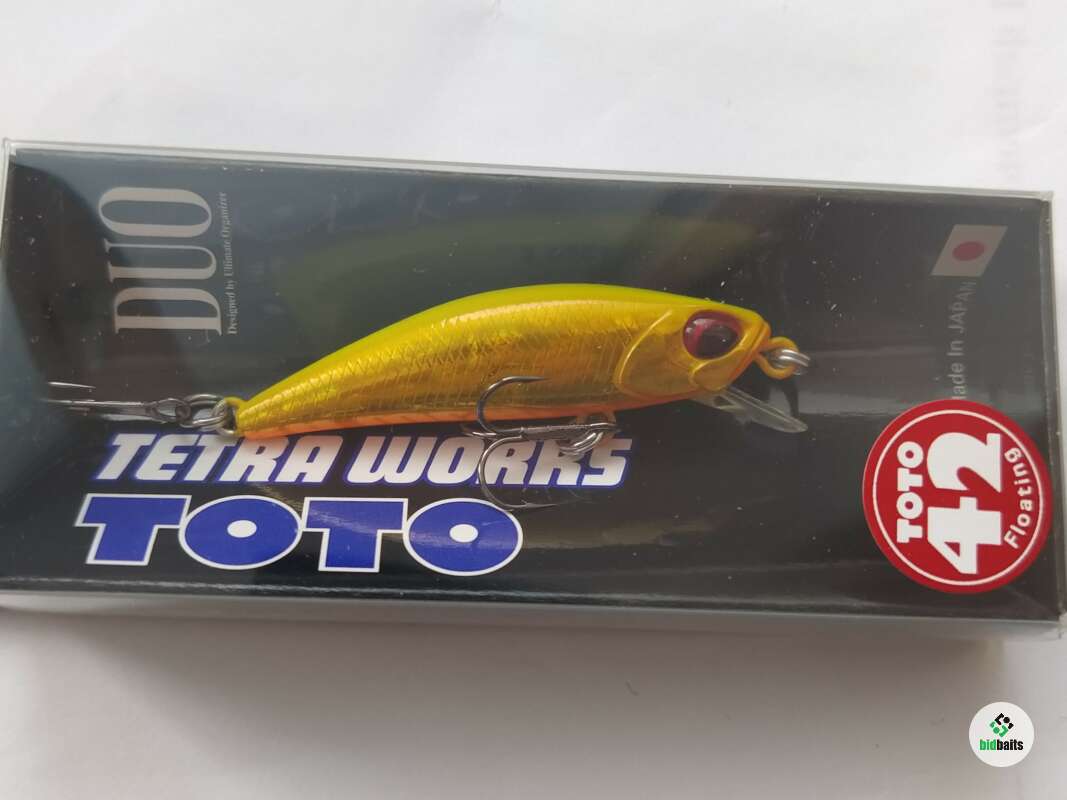 DUO
Designed by Ultimate Organizer
Made In JAPAN
TETRA WORKS
TOTO
TOTO
42
Floating
bidbaits